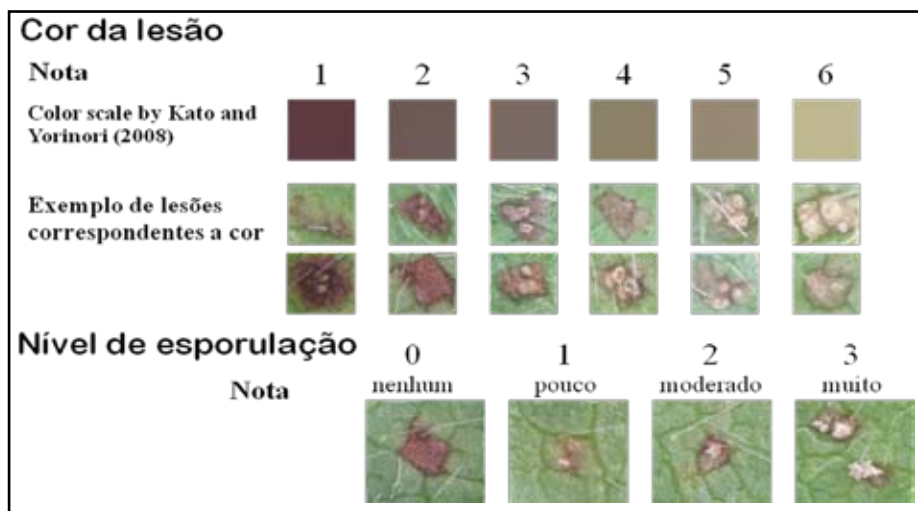 Cor da lesão
Nota 1 2 3 4 5 6
Color scale by Kato and
Yorinori (2008)
Exemplo de lesões
correspondentes a cor
Nível de esporulação
0 1 2 3
Nota nenhum pouco moderado muito